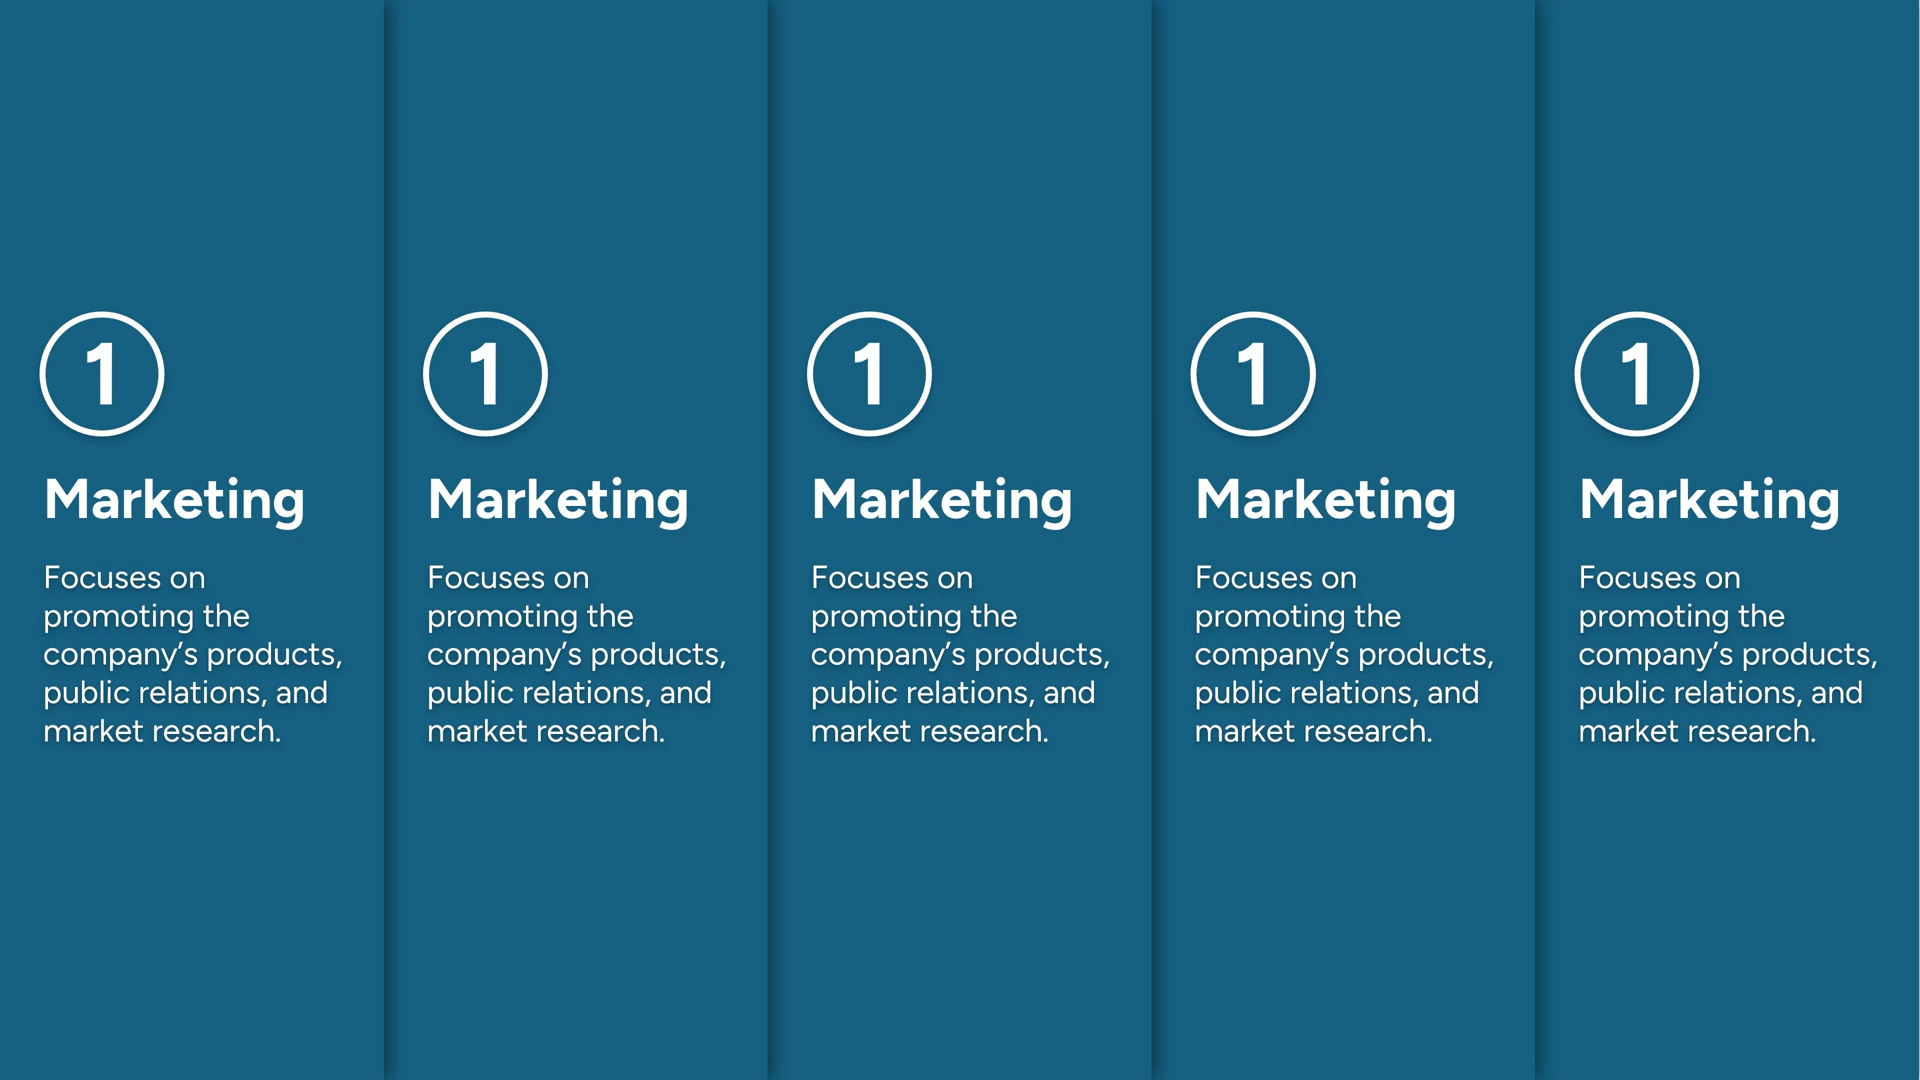 1
Marketing
Focuses on
promoting the
company’s products,
public relations, and
market research.
1
Marketing
Focuses on
promoting the
company’s products,
public relations, and
market research.
1
Marketing
Focuses on
promoting the
company’s products,
public relations, and
market research.
1
Marketing
Focuses on
promoting the
company’s products,
public relations, and
market research.
1
Marketing
Focuses on
promoting the
company’s products,
public relations, and
market research.